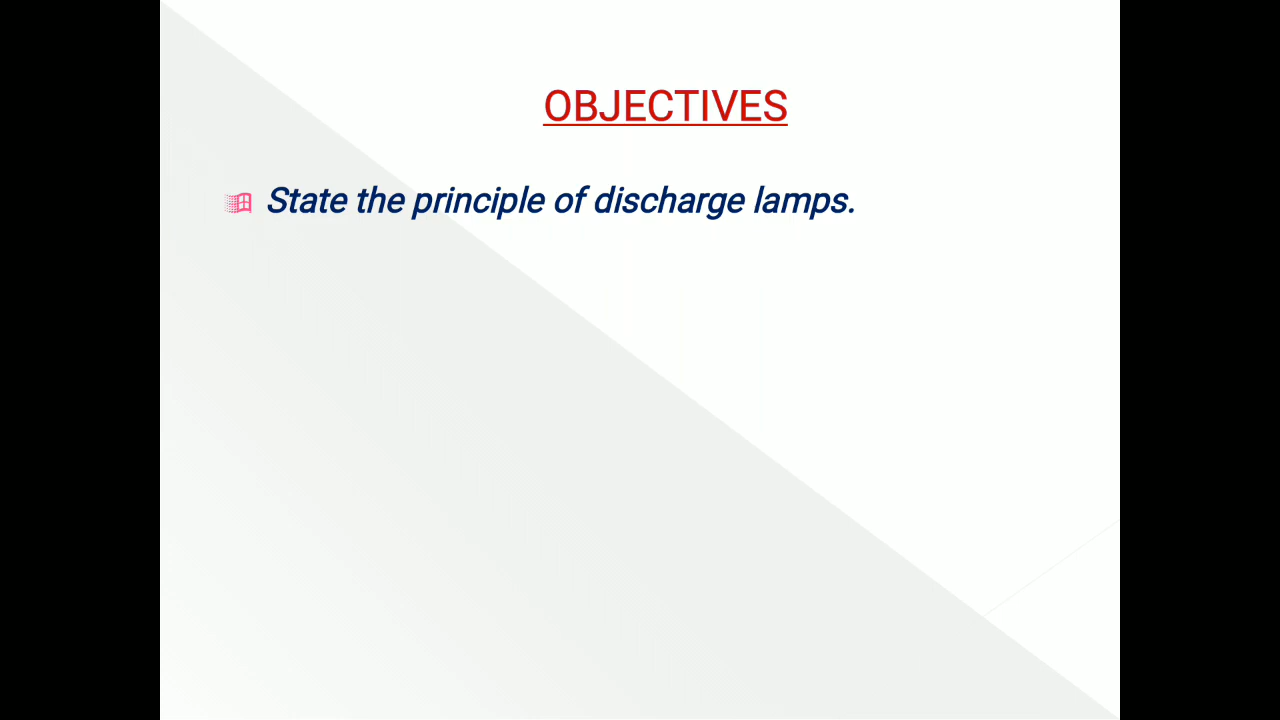 OBJECTIVES
State the principle of discharge lamps.